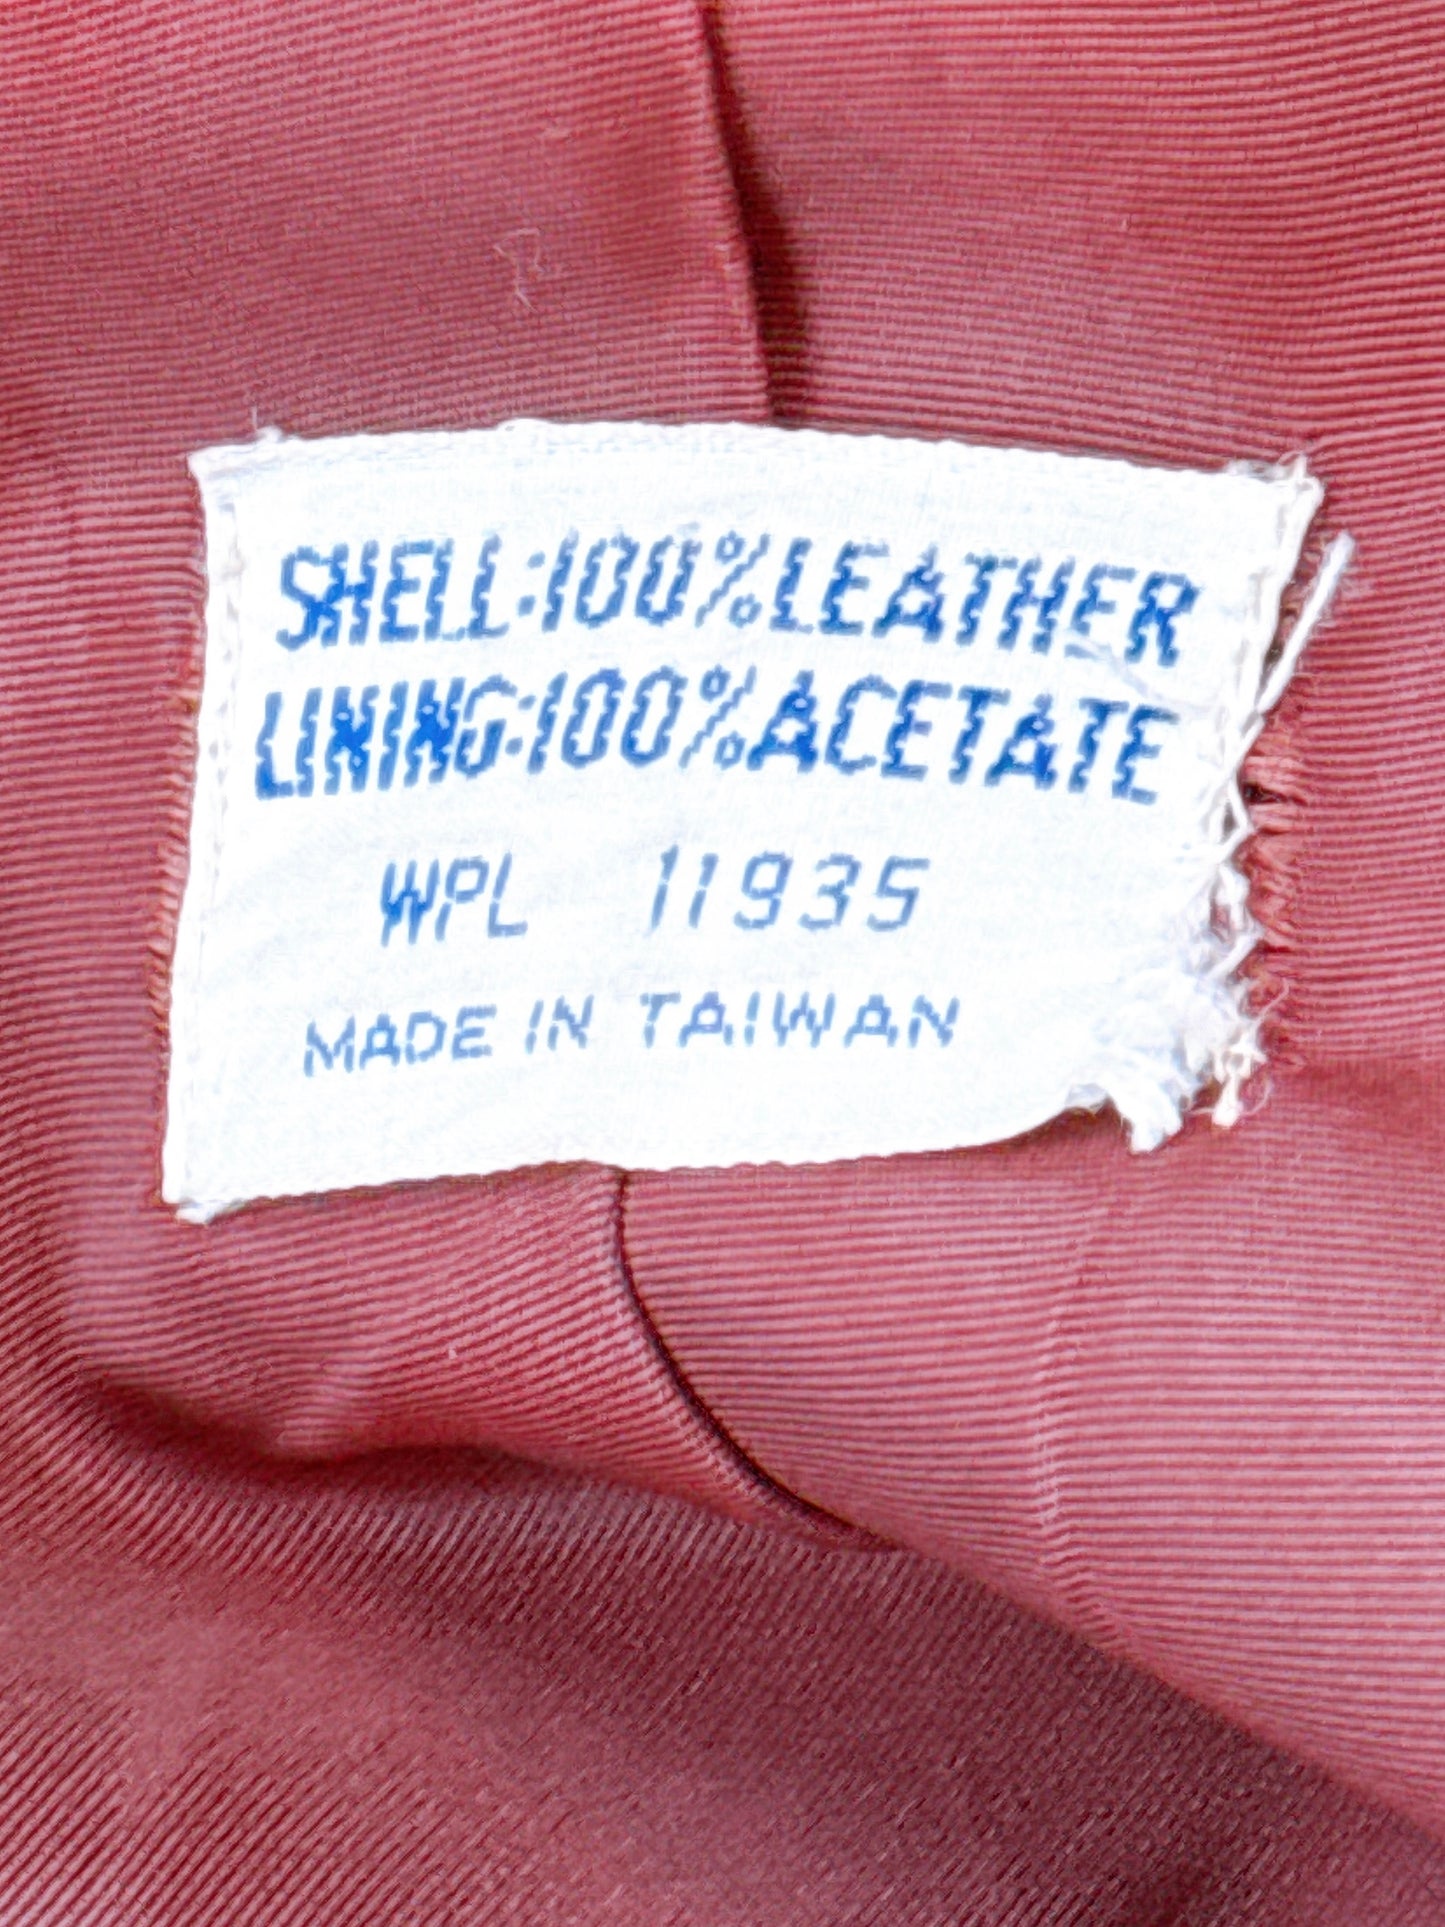 SHELL:100%LEATHER
LINING:100%ACETATE
WPL 11935
MADE IN TAIWAN